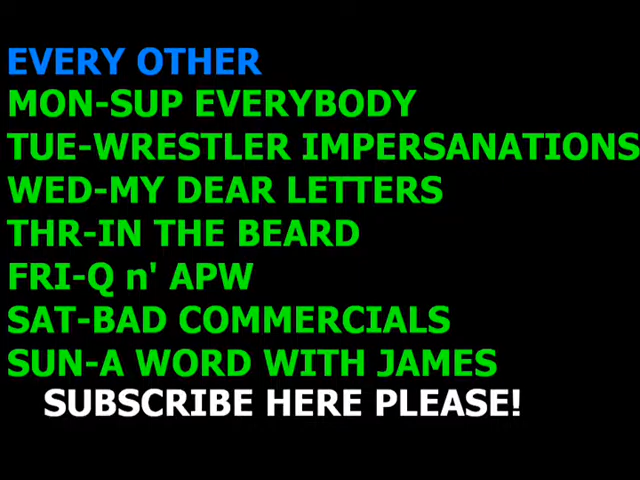 EVERY OTHER
MON-SUP EVERYBODY
TUE-WRESTLER IMPERSANATIONS
WED-MY DEAR LETTERS
THR-IN THE BEARD
FRI-Q n' APW
SAT-BAD COMMERCIALS
SUN-A WORD WITH JAMES
SUBSCRIBE HERE PLEASE!